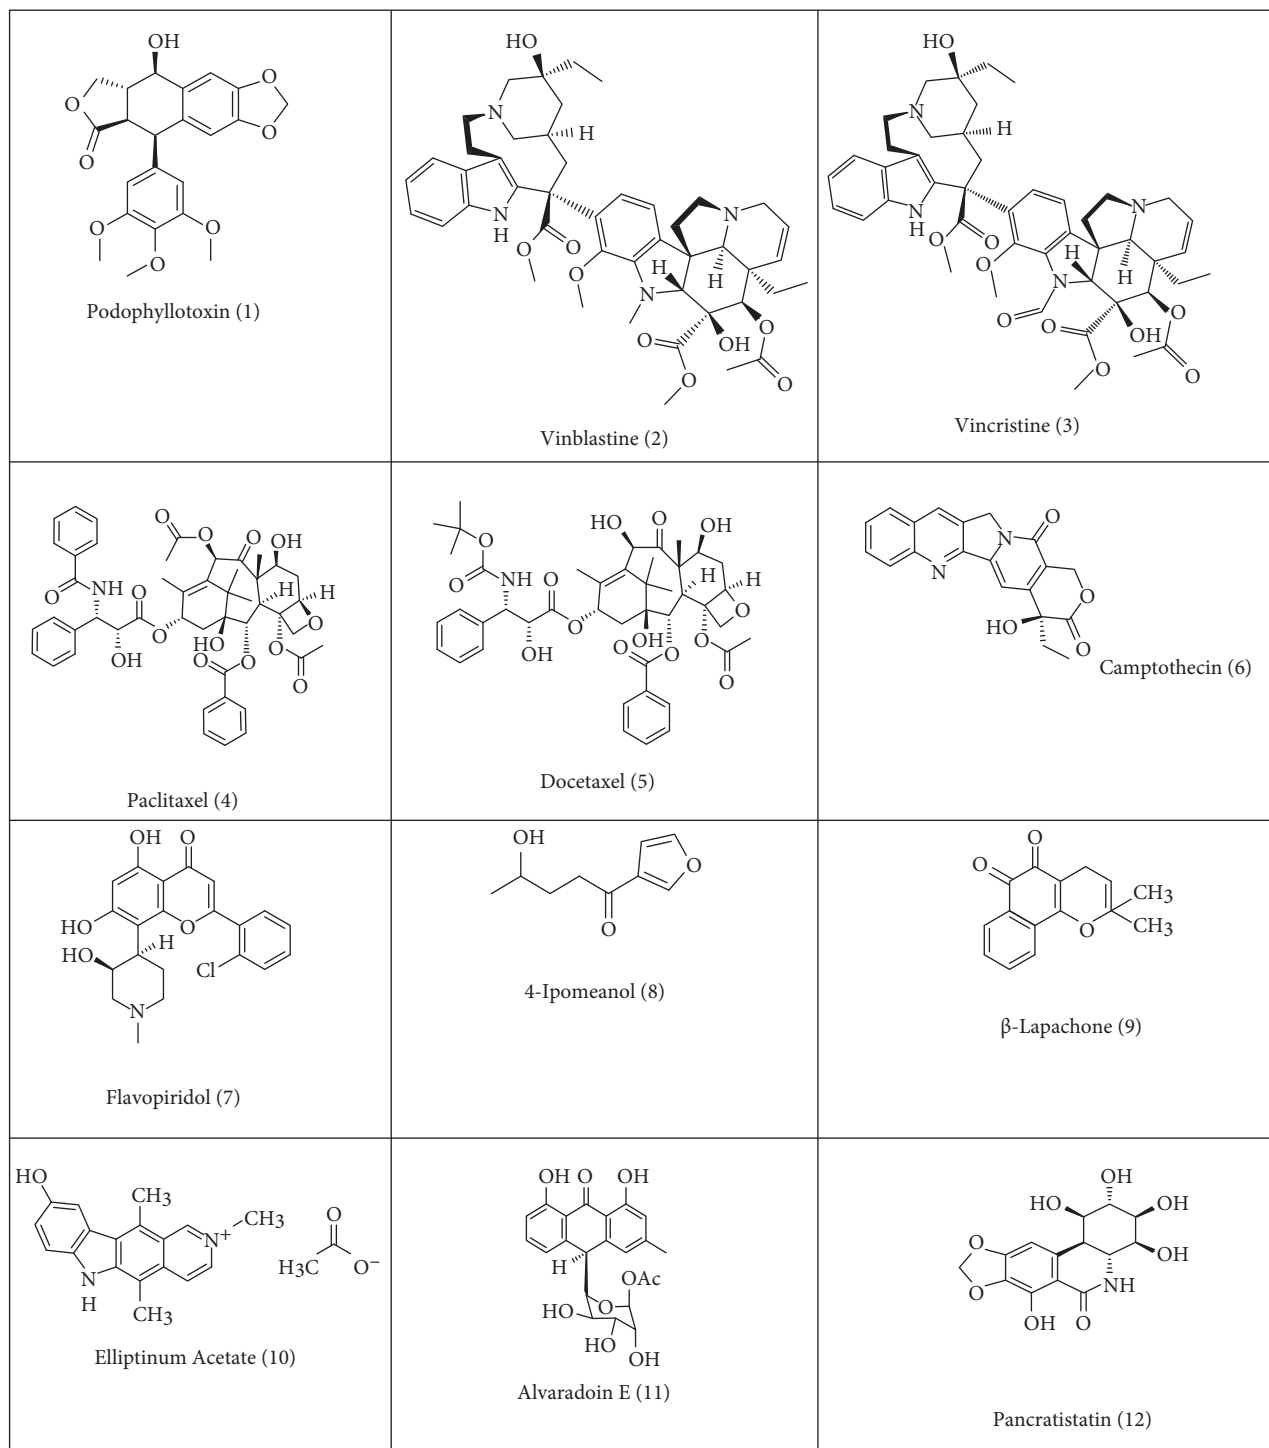 OH
O
O
O
O
O O
O
Podophyllotoxin (1)
HO
N
H
N
H
O O
O
N
H H
N
O OH O
O O
Vinblastine (2)
HO
N
H
N
H
O O
O
N
H
N H
O
O OH O
O O
Vincristine (3)
O
O O OH
O
NH O
H H
O
OH HO O
O O O
O
Paclitaxel (4)
O
HO O OH
O
O NH O
H H
O
OH OH O
O O O
O
Docetaxel (5)
O
N
N
O
HO O
Camptothecin (6)
OH O
HO O
H
HO Cl
N
Flavopiridol (7)
OH
O
O
4-Ipomeanol (8)
O
O
CH3
CH3
O
β-Lapachone (9)
HO
CH3
N+ CH3
N
H
CH3
O
H3C O−
Elliptinum Acetate (10)
OH O OH
H
OAc
O
HO
HO
OH
Alvaradoin E (11)
OH
HO OH
OH
O
O
NH
OH O
Pancratistatin (12)